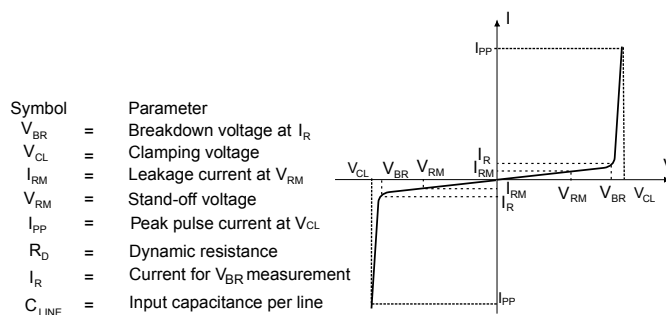 Symbol Parameter
VBR = Breakdown voltage at IR
VCL = Clamping voltage
IRM = Leakage current at VRM
VRM = Stand-off voltage
IPP = Peak pulse current at VCL
RD = Dynamic resistance
IR = Current for VBR measurement
CLINE = Input capacitance per line
I
IPP
IR
IRM
VCL VBR VRM
V
IRM
IR
VRM VBR VCL
IPP